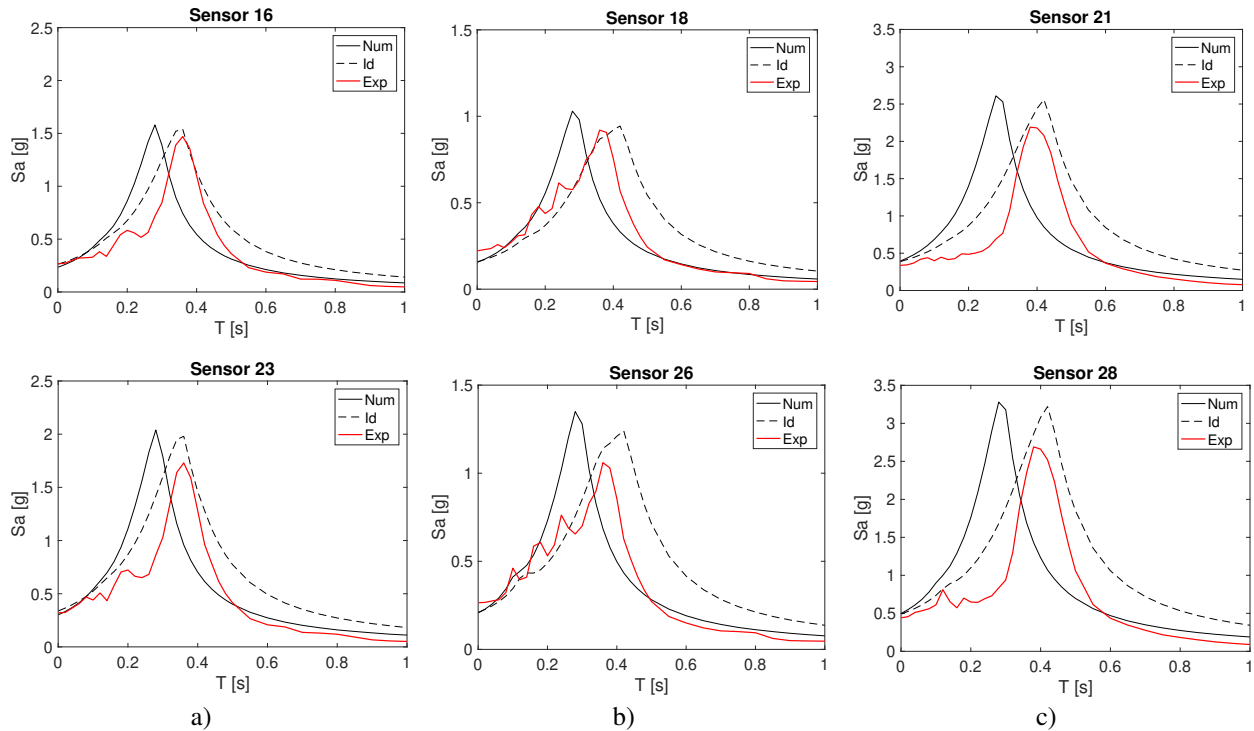 Sensor 16
2.5
2
1.5
1
0.5
0
Sa [g]
0 0.2 0.4 0.6 0.8 1
T [s]
Num
Id
Exp
Sensor 18
1.5
1
0.5
0
Sa [g]
0 0.2 0.4 0.6 0.8 1
T [s]
Num
Id
Exp
Sensor 21
3.5
3
2.5
2
1.5
1
0.5
0
Sa [g]
0 0.2 0.4 0.6 0.8 1
T [s]
Num
Id
Exp
Sensor 23
2.5
2
1.5
1
0.5
0
Sa [g]
0 0.2 0.4 0.6 0.8 1
T [s]
Num
Id
Exp
Sensor 26
1.5
1
0.5
0
Sa [g]
0 0.2 0.4 0.6 0.8 1
T [s]
Num
Id
Exp
Sensor 28
3.5
3
2.5
2
1.5
1
0.5
0
Sa [g]
0 0.2 0.4 0.6 0.8 1
T [s]
Num
Id
Exp
a) b) c)